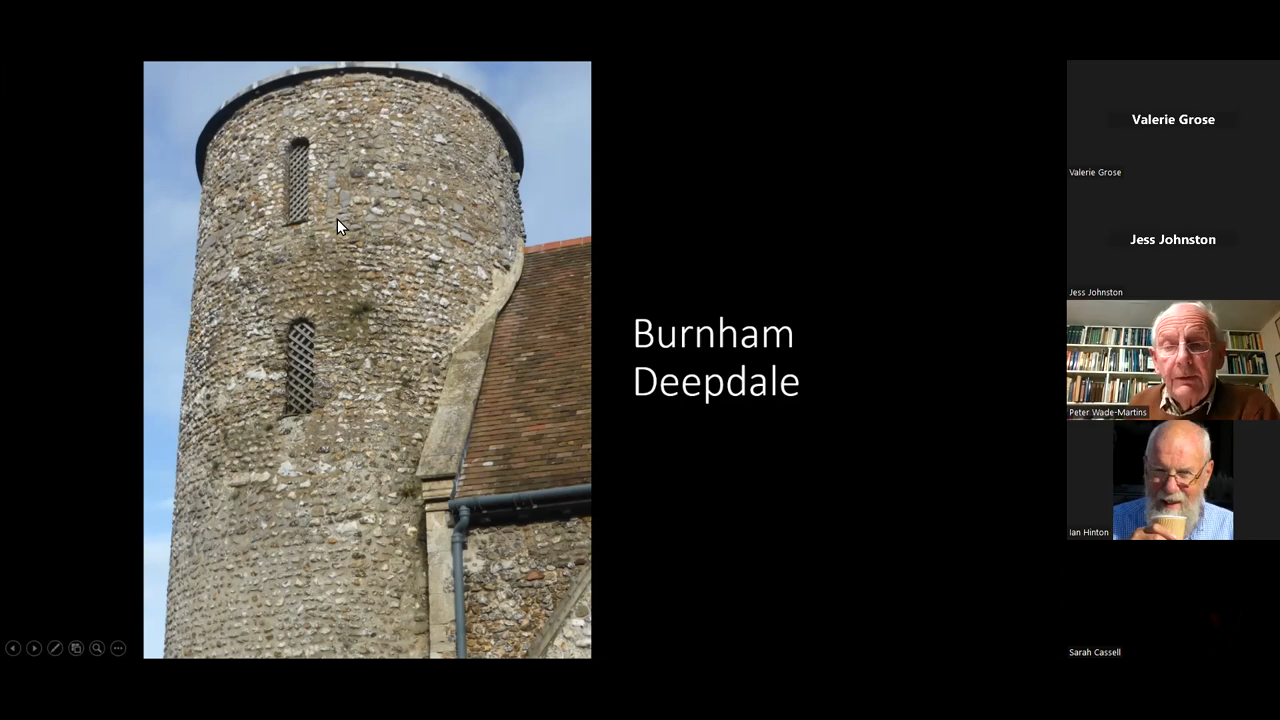 Burnham
Deepdale
Valerie Grose
Valerie Grose
Jess Johnston
Jess Johnston
Peter Wade-Martins
Ian Hinton
Sarah Cassell